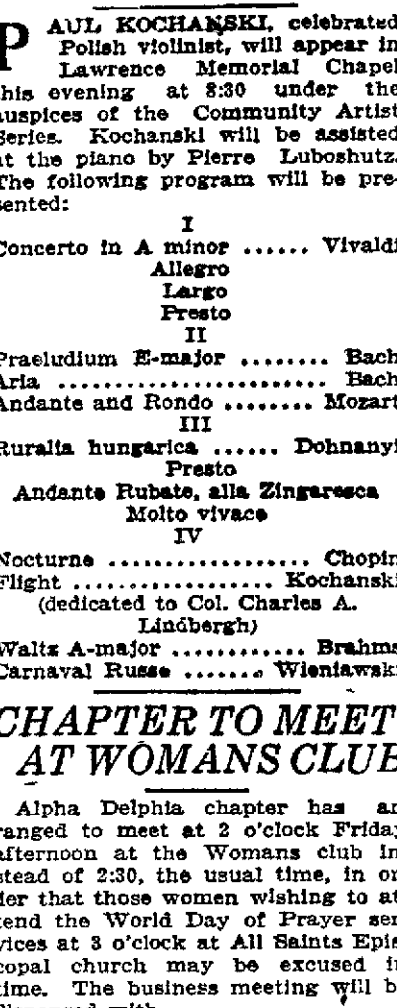 PAUL KOCHANSKI, celebrated
Polish violinist, will appear in
Lawrence Memorial Chapel
this evening at 8:30 under the
auspices of the Community Artist
Series. Kochanski will be assisted
at the piano by Pierre Luboshutz.
The following program will be pre-
sented:
I
Concerto in A minor ...... Vivaldi
Allegro
Largo
Presto
II
Praeludium E-major ........ Bach
Aria ........................ Bach
Andante and Rondo ........ Mozart
III
Ruralia hungarica ...... Dohnanyi
Presto
Andante Rubato, alla Zingaresca
Molto vivace
IV
Nocturne .................. Chopin
Flight .................. Kochanski
(dedicated to Col. Charles A.
Lindbergh)
Waltz A-major ............ Brahms
Carnaval Russe ....... Wieniawski
CHAPTER TO MEET
AT WOMANS CLUB
Alpha Delphia chapter has ar
ranged to meet at 2 o'clock Friday
afternoon at the Womans club in
stead of 2:30, the usual time, in or
der that those women wishing to at
tend the World Day of Prayer ser
vices at 3 o'clock at All Saints Epis
copal church may be excused in
time. The business meeting will b